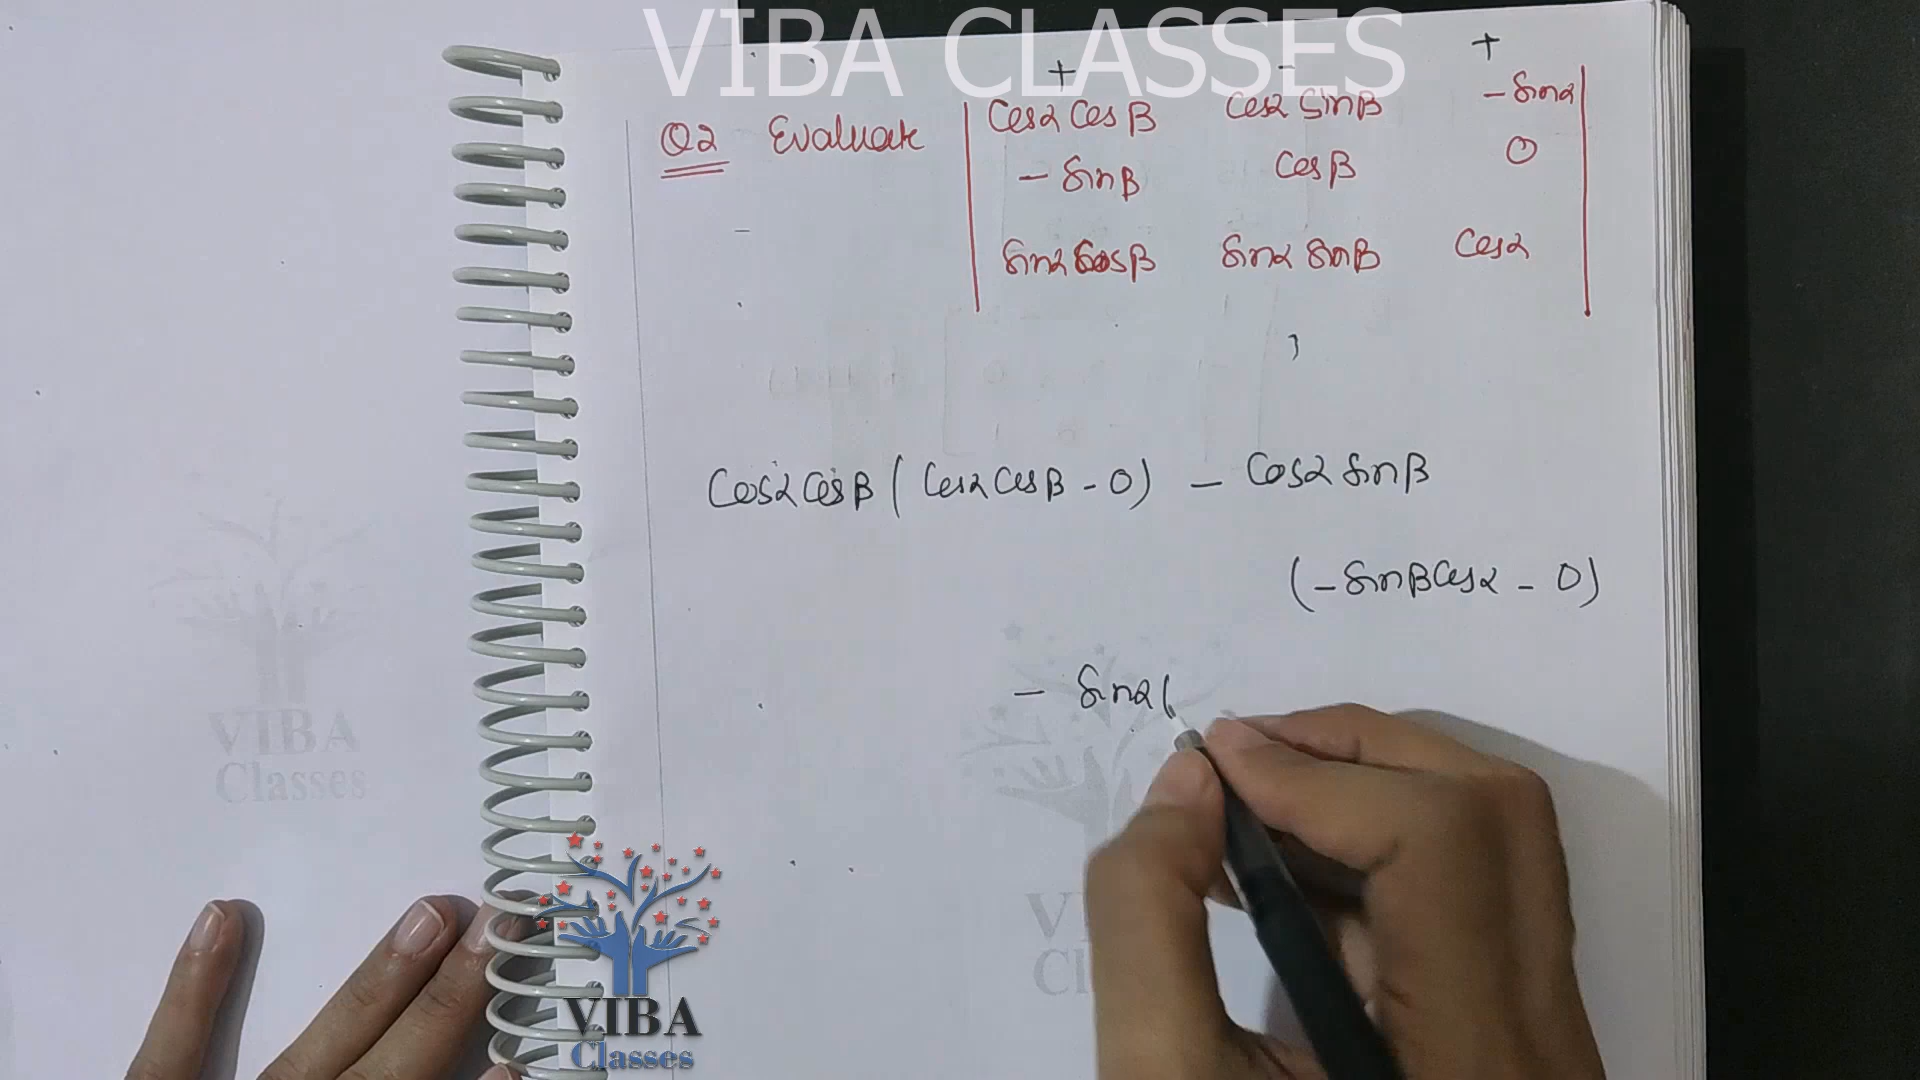 VIBA CLASSES
+ - +
Q2 Evaluate | Cosα Cosβ Cosα Sinβ - Sinα |
- Sinβ Cosβ 0
Sinα Cosβ Sinα Sinβ Cosα
Cosα Cosβ ( Cosα Cosβ - 0 ) - Cosα Sinβ
( - Sinβ Cosα - 0 )
- Sinα (
VIBA
Classes
VIBA
Classes